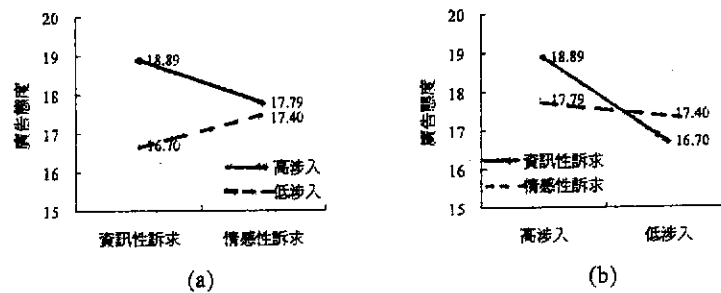 廣告態度
20
19
18
17
16
15
18.89
17.79
17.40
16.70
高涉入
低涉入
資訊性訴求 情感性訴求
(a)
廣告態度
20
19
18
17
16
15
18.89
17.79
17.40
16.70
資訊性訴求
情感性訴求
高涉入 低涉入
(b)